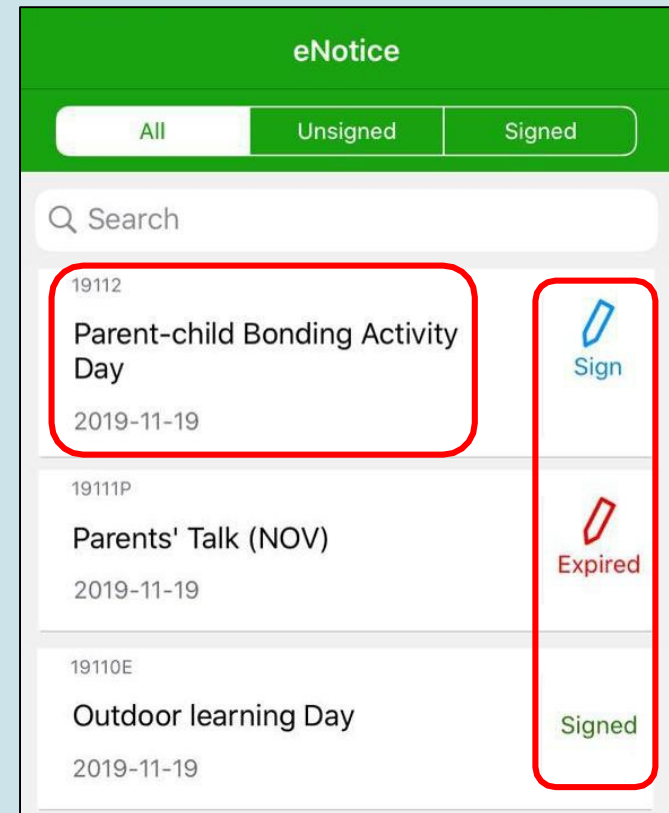 eNotice
All Unsigned Signed
Search
19112
Parent-child Bonding Activity
Day
2019-11-19
Sign
19111P
Parents' Talk (NOV)
2019-11-19
Expired
19110E
Outdoor learning Day
2019-11-19
Signed